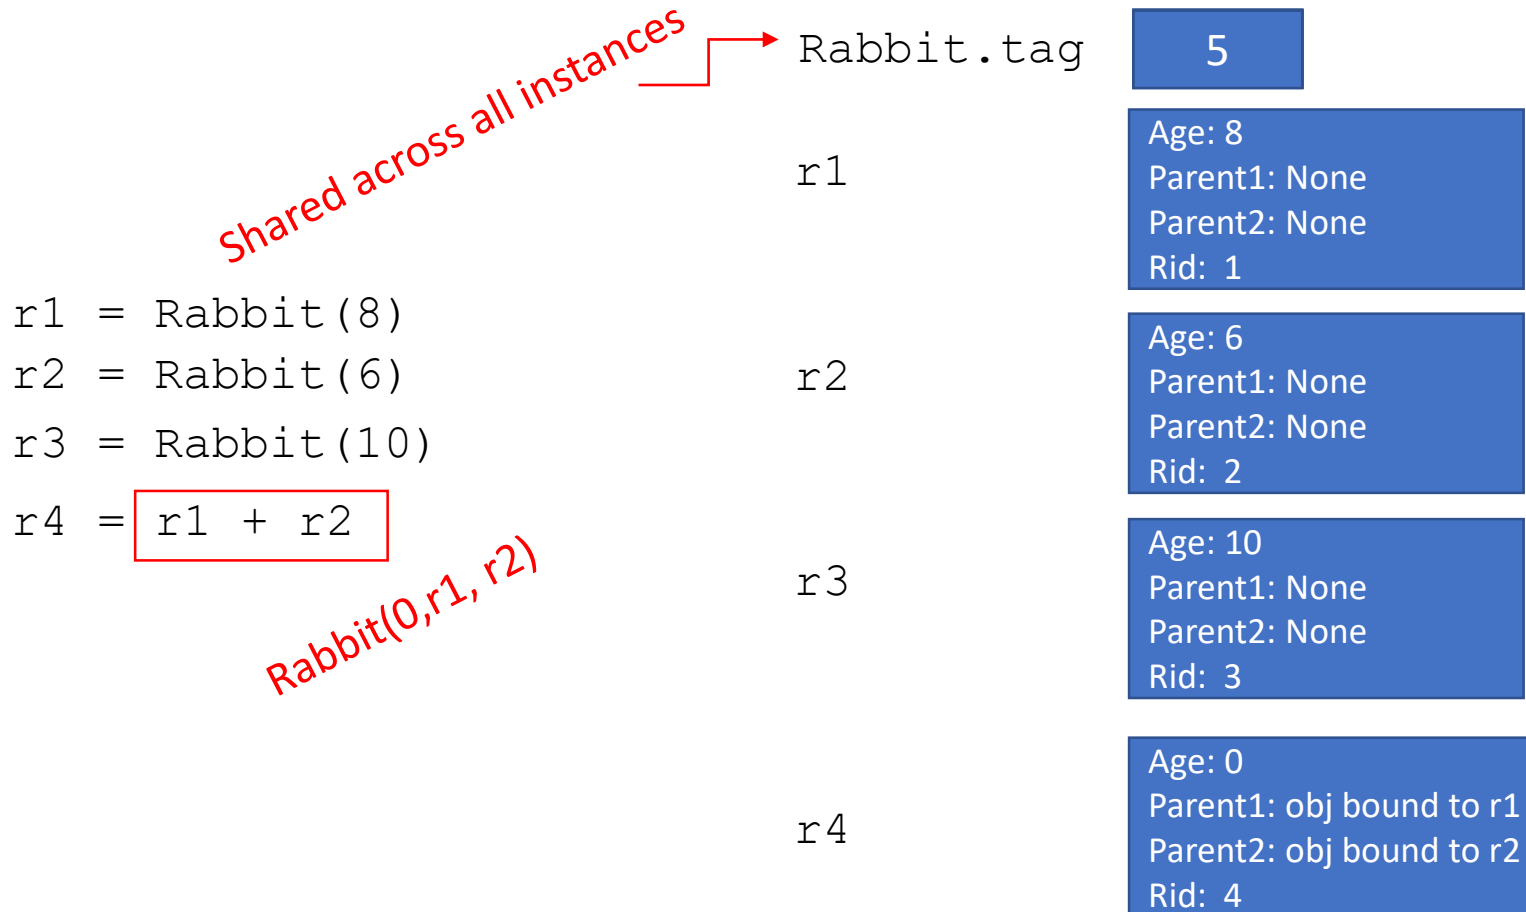 Shared across all instances
Rabbit.tag
5
r1 = Rabbit(8)
r2 = Rabbit(6)
r3 = Rabbit(10)
r4 = r1 + r2
Rabbit(0,r1, r2)
r1
Age: 8
Parent1: None
Parent2: None
Rid: 1
r2
Age: 6
Parent1: None
Parent2: None
Rid: 2
r3
Age: 10
Parent1: None
Parent2: None
Rid: 3
r4
Age: 0
Parent1: obj bound to r1
Parent2: obj bound to r2
Rid: 4